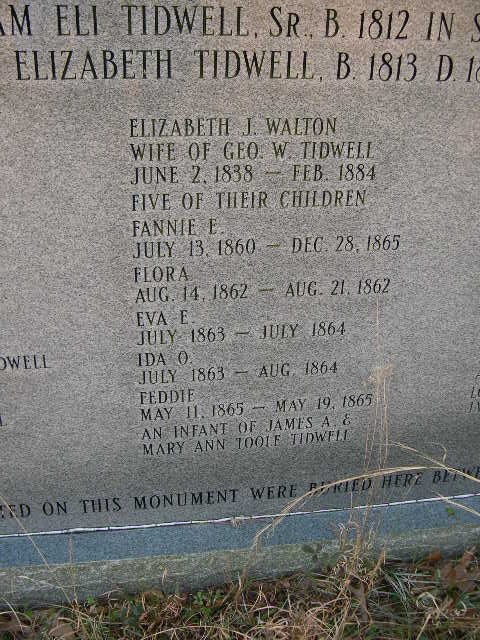 AM ELI TIDWELL, SR., B. 1812 IN S
ELIZABETH TIDWELL, B. 1813 D. 18
ELIZABETH J. WALTON
WIFE OF GEO. W. TIDWELL
JUNE 2, 1838 – FEB. 1884
FIVE OF THEIR CHILDREN
FANNIE E.
JULY 13, 1860 – DEC. 28, 1865
FLORA
AUG. 14, 1862 – AUG. 21, 1862
EVA E.
JULY 1863 – JULY 1864
DWELL
IDA O.
JULY 1863 – AUG. 1864
FEDDIE
MAY 11, 1865 – MAY 19, 1865
AN INFANT OF JAMES A. &
MARY ANN TOOLE TIDWELL
TED ON THIS MONUMENT WERE BURIED HERE BETWE